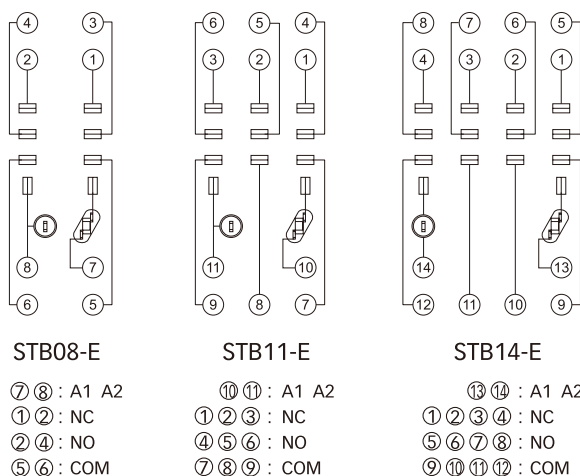 ④ ③ ⑥ ⑤ ④ ⑧ ⑦ ⑥ ⑤
② ① ③ ② ① ④ ③ ② ①
⑧ ⑦ ⑪ ⑩ ⑭ ⑬
⑥ ⑤ ⑨ ⑧ ⑦ ⑫ ⑪ ⑩ ⑨
STB08-E STB11-E STB14-E
⑦⑧: A1 A2
①②: NC
②④: NO
⑤⑥: COM
⑩⑪: A1 A2
①②③: NC
④⑤⑥: NO
⑦⑧⑨: COM
⑬⑭: A1 A2
①②③④: NC
⑤⑥⑦⑧: NO
⑨⑩⑪⑫: COM